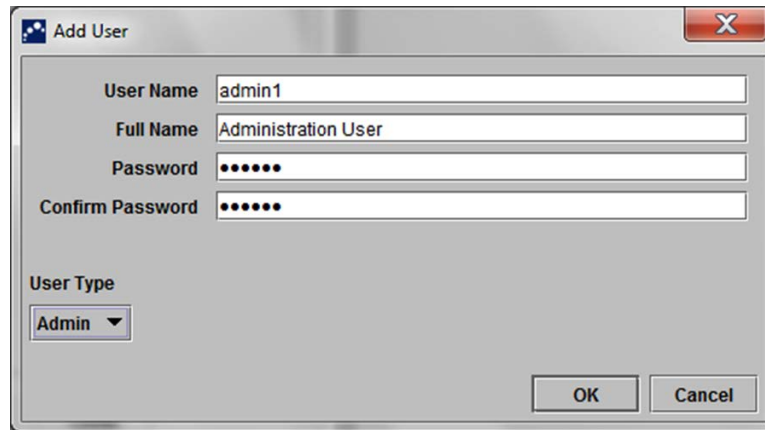 Add User
User Name admin1
Full Name Administration User
Password ••••••
Confirm Password ••••••
User Type
Admin
OK Cancel